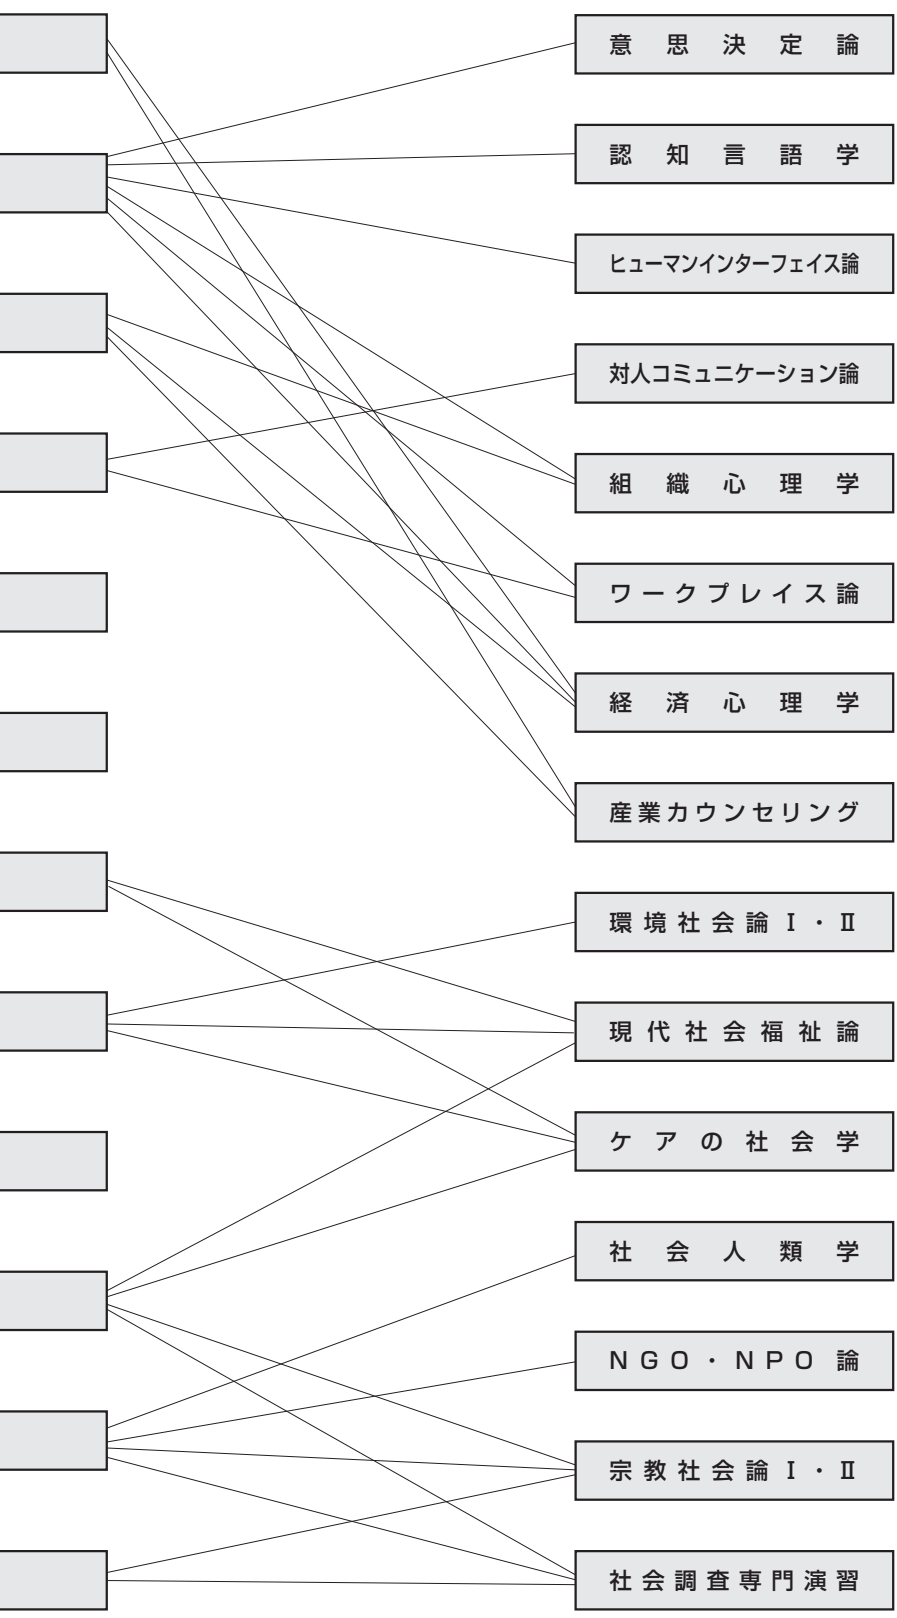 意思決定論
認知言語学
ヒューマンインターフェイス論
対人コミュニケーション論
組織心理学
ワークプレイス論
経済心理学
産業カウンセリング
環境社会論Ⅰ・Ⅱ
現代社会福祉論
ケアの社会学
社会人類学
NGO・NPO論
宗教社会論Ⅰ・Ⅱ
社会調査専門演習